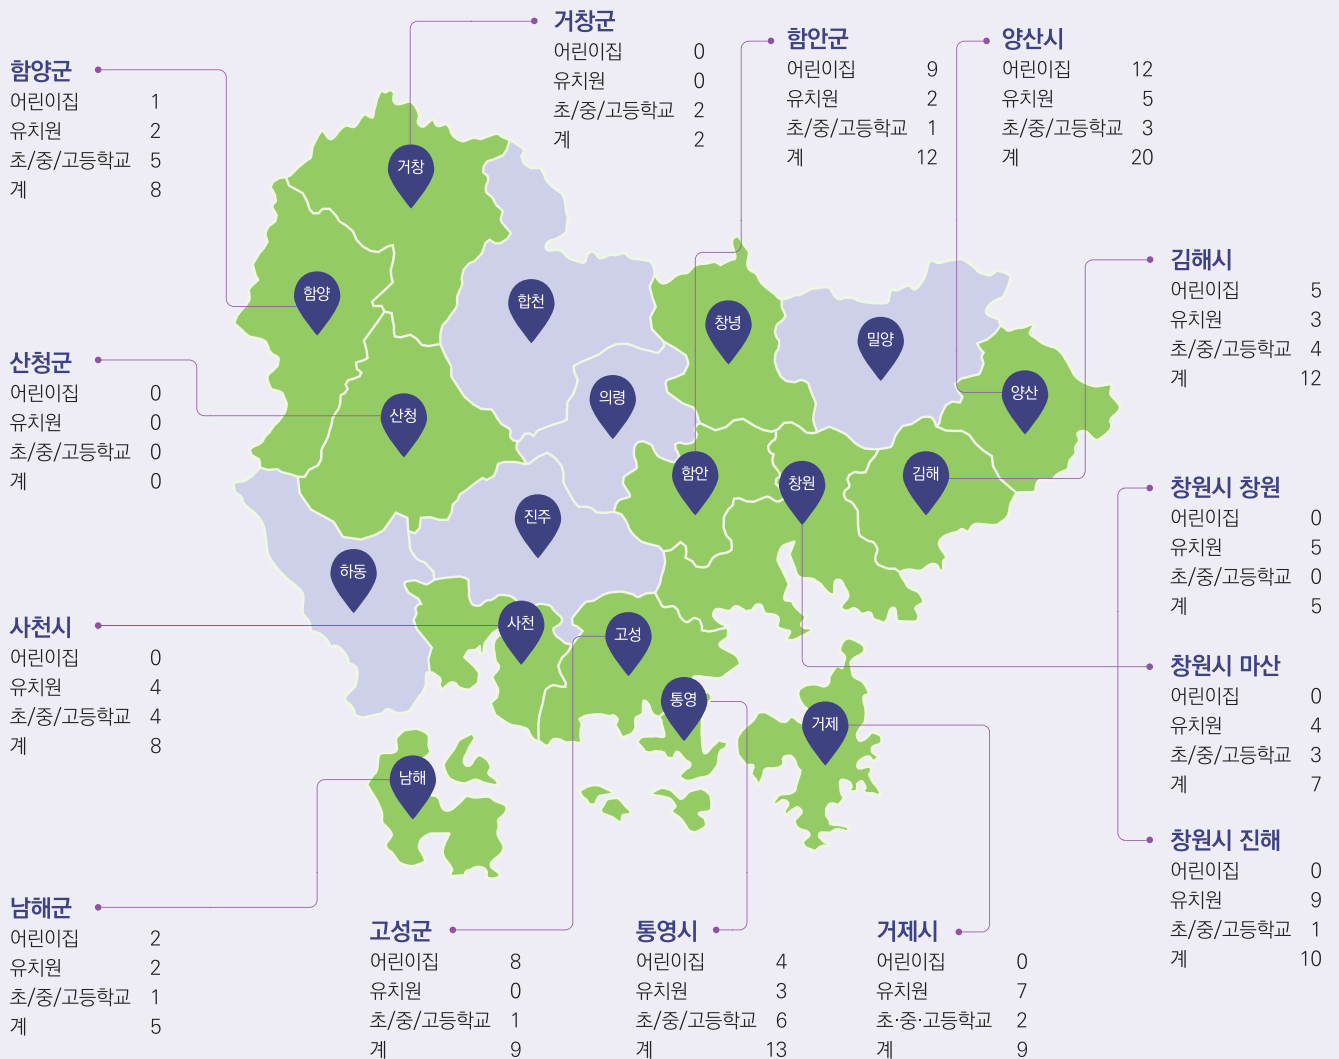 거창군
어린이집 0
유치원 0
초/중/고등학교 2
계 2
함안군
어린이집 9
유치원 2
초/중/고등학교 1
계 12
양산시
어린이집 12
유치원 5
초/중/고등학교 3
계 20
함양군
어린이집 1
유치원 2
초/중/고등학교 5
계 8
김해시
어린이집 5
유치원 3
초/중/고등학교 4
계 12
산청군
어린이집 0
유치원 0
초/중/고등학교 0
계 0
창원시 창원
어린이집 0
유치원 5
초/중/고등학교 0
계 5
사천시
어린이집 0
유치원 4
초/중/고등학교 4
계 8
창원시 마산
어린이집 0
유치원 4
초/중/고등학교 3
계 7
창원시 진해
어린이집 0
유치원 9
초/중/고등학교 1
계 10
남해군
어린이집 2
유치원 2
초/중/고등학교 1
계 5
고성군
어린이집 8
유치원 0
초/중/고등학교 1
계 9
통영시
어린이집 4
유치원 3
초/중/고등학교 6
계 13
거제시
어린이집 0
유치원 7
초·중·고등학교 2
계 9
거창
함양
합천
창녕
밀양
양산
의령
산청
함안
창원
김해
진주
하동
사천
고성
통영
거제
남해